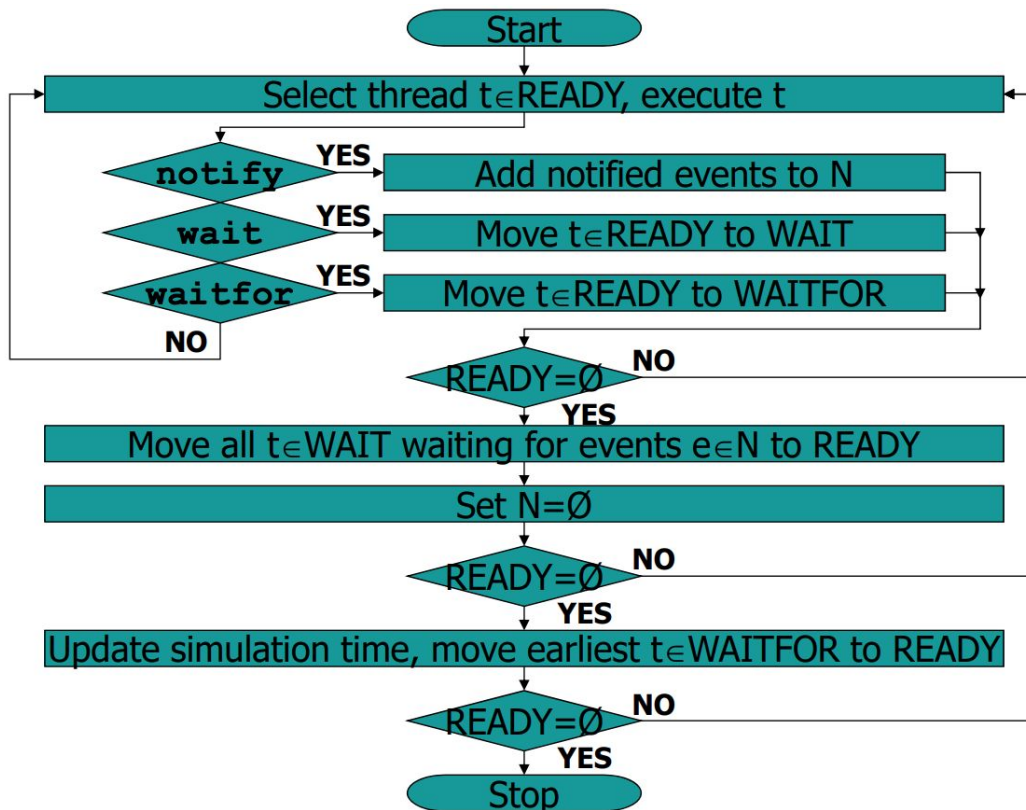 Start
Select thread t∈READY, execute t
notify
YES
Add notified events to N
wait
YES
Move t∈READY to WAIT
waitfor
YES
Move t∈READY to WAITFOR
NO
READY=Ø
NO
YES
Move all t∈WAIT waiting for events e∈N to READY
Set N=Ø
READY=Ø
NO
YES
Update simulation time, move earliest t∈WAITFOR to READY
READY=Ø
NO
YES
Stop